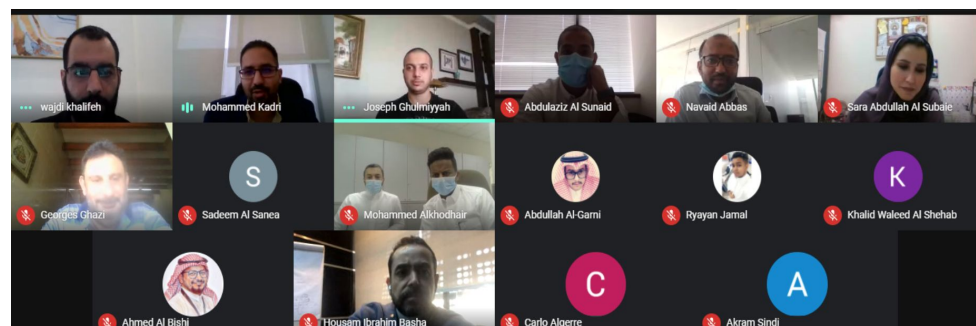 wajdi khalifeh
Mohammed Kadri
Joseph Ghulmiyyah
Abdulaziz Al Sunaid
Navaid Abbas
Sara Abdullah Al Subaie
Georges Ghazi
S
Sadeem Al Sanea
Mohammed Alkhodhair
Abdullah Al-Garni
Ryayan Jamal
K
Khalid Waleed Al Shehab
Ahmed Al Bishi
Housam Ibrahim Basha
C
Carlo Algerre
A
Akram Sindi